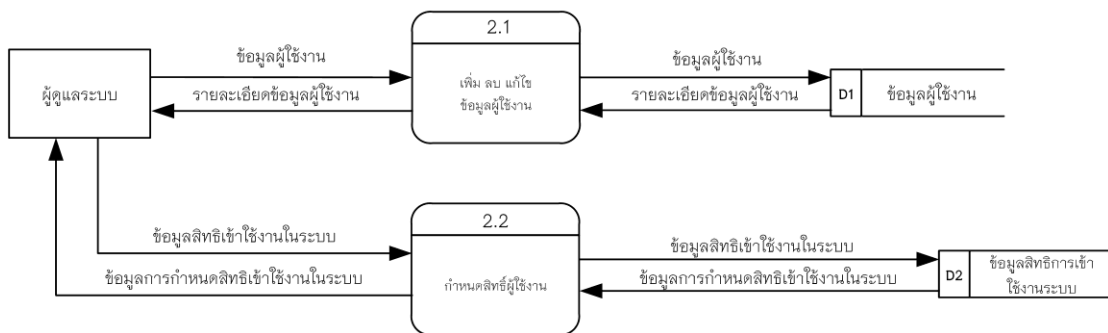 2.1
ข้อมูลผู้ใช้งาน
ข้อมูลผู้ใช้งาน
ผู้ดูแลระบบ
เพิ่ม ลบ แก้ไข
ข้อมูลผู้ใช้งาน
รายละเอียดข้อมูลผู้ใช้งาน
รายละเอียดข้อมูลผู้ใช้งาน
D1
ข้อมูลผู้ใช้งาน
2.2
ข้อมูลสิทธิเข้าใช้งานในระบบ
ข้อมูลสิทธิเข้าใช้งานในระบบ
ข้อมูลการกำหนดสิทธิเข้าใช้งานในระบบ
กำหนดสิทธิ์ผู้ใช้งาน
ข้อมูลการกำหนดสิทธิเข้าใช้งานในระบบ
D2
ข้อมูลสิทธิการเข้า
ใช้งานระบบ